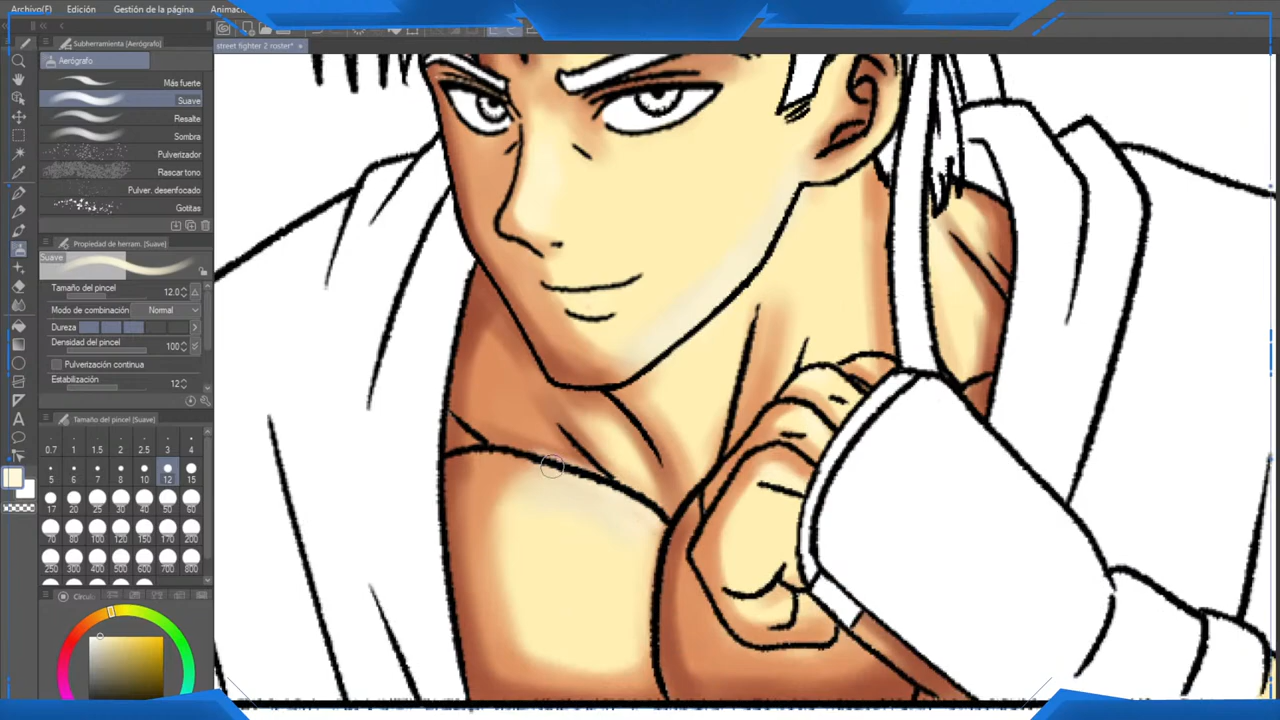 Archivo(F) Edición Gestión de la página Animació
Subherramienta (Aerógrafo)
street fighter 2 roster*
Aerógrafo
Más fuerte
Suave
Resalte
Sombra
Pulverizador
Rascar tono
Pulver. desenfocado
Gotitas
Propiedad de herram. [Suave]
Suave
Tamaño del pincel 12.0
Modo de combinación Normal
Dureza
Densidad del pincel 100
Pulverización continua
Estabilización 12
Tamaño del pincel [Suave]
0.7 1 1.5 2 2.5 3 4
5 6 7 8 10 12 15
17 20 25 30 40 50 60
70 80 100 120 150 170 200
250 300 400 500 600 700 800
Círculo